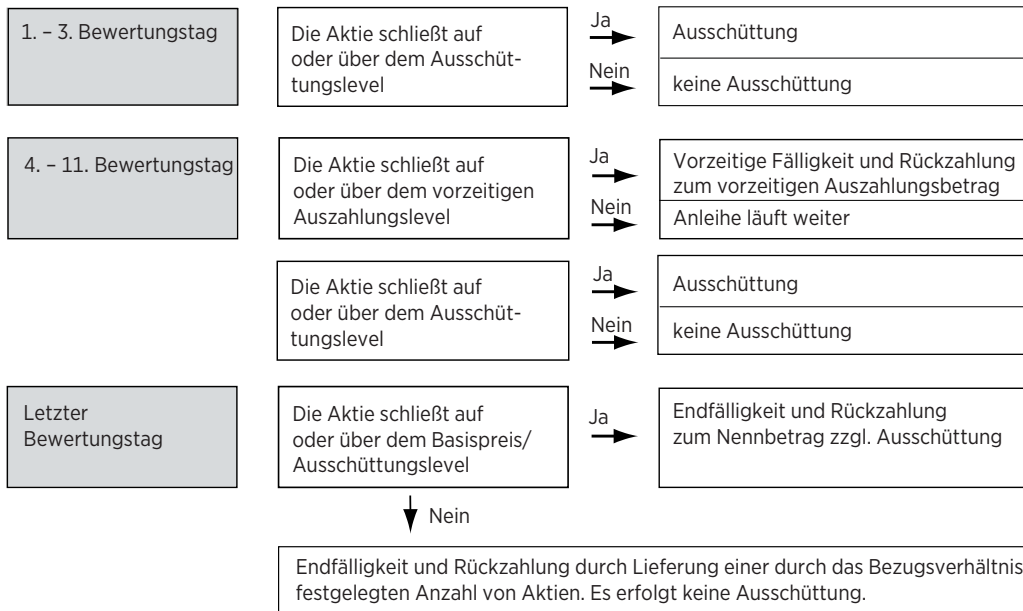 1. – 3. Bewertungstag
Die Aktie schließt auf
oder über dem Ausschüt-
tungslevel
Ja
Nein
Ausschüttung
keine Ausschüttung
4. – 11. Bewertungstag
Die Aktie schließt auf
oder über dem vorzeitigen
Auszahlungslevel
Ja
Nein
Vorzeitige Fälligkeit und Rückzahlung
zum vorzeitigen Auszahlungsbetrag
Anleihe läuft weiter
Die Aktie schließt auf
oder über dem Ausschüt-
tungslevel
Ja
Nein
Ausschüttung
keine Ausschüttung
Letzter
Bewertungstag
Die Aktie schließt auf
oder über dem Basispreis/
Ausschüttungslevel
Ja
Endfälligkeit und Rückzahlung
zum Nennbetrag zzgl. Ausschüttung
Nein
Endfälligkeit und Rückzahlung durch Lieferung einer durch das Bezugsverhältnis
festgelegten Anzahl von Aktien. Es erfolgt keine Ausschüttung.